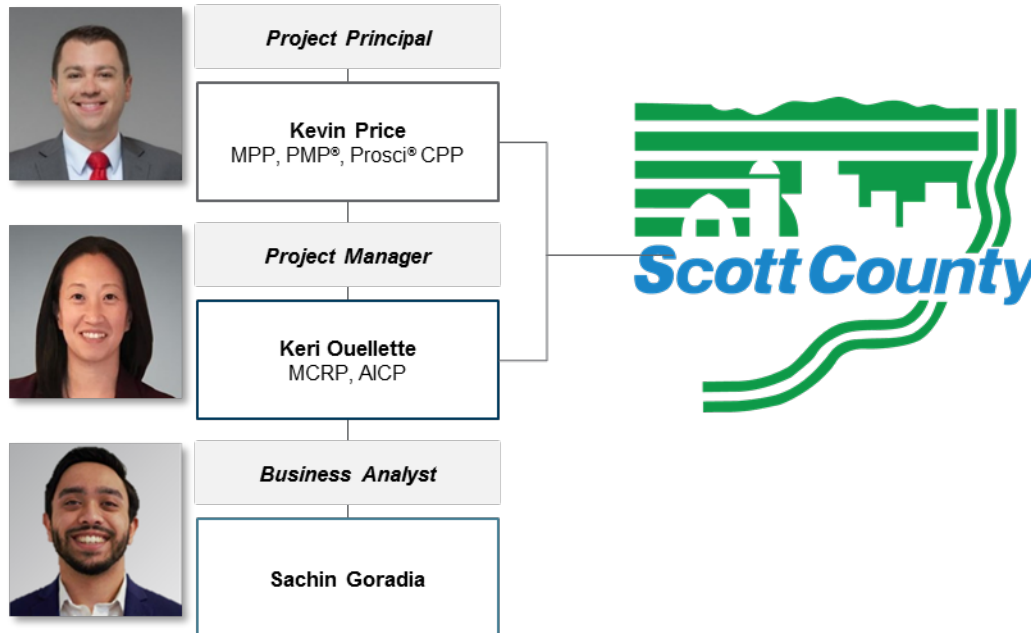 Project Principal
Kevin Price
MPP, PMP®, Prosci® CPP
Project Manager
Keri Ouellette
MCRP, AICP
Business Analyst
Sachin Goradia
Scott County